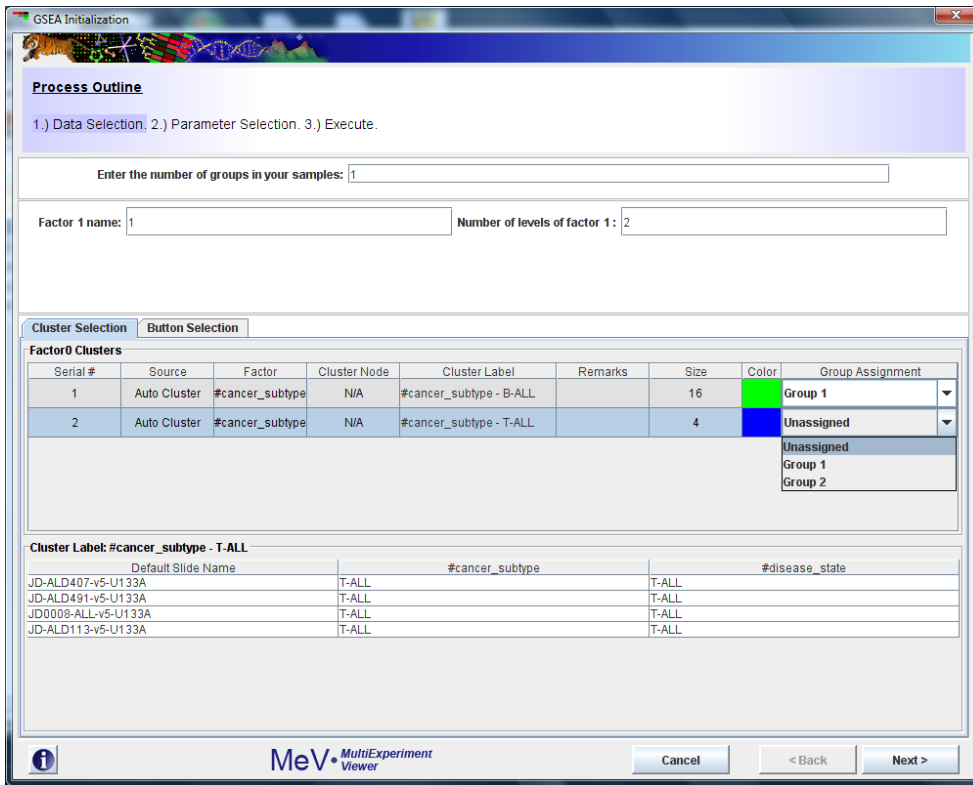 GSEA Initialization
Process Outline
1.) Data Selection. 2.) Parameter Selection. 3.) Execute.
Enter the number of groups in your samples: 1
Factor 1 name: 1 Number of levels of factor 1 : 2
Cluster Selection Button Selection
Factor0 Clusters
Serial # Source Factor Cluster Node Cluster Label Remarks Size Color Group Assignment
1 Auto Cluster #cancer_subtype N/A #cancer_subtype - B-ALL 16 Group 1
2 Auto Cluster #cancer_subtype N/A #cancer_subtype - T-ALL 4 Unassigned
Unassigned
Group 1
Group 2
Cluster Label: #cancer_subtype - T-ALL
Default Slide Name #cancer_subtype #disease_state
JD-ALD407-v5-U133A T-ALL T-ALL
JD-ALD491-v5-U133A T-ALL T-ALL
JD0008-ALL-v5-U133A T-ALL T-ALL
JD-ALD113-v5-U133A T-ALL T-ALL
MeV MultiExperiment
Viewer
Cancel < Back Next >